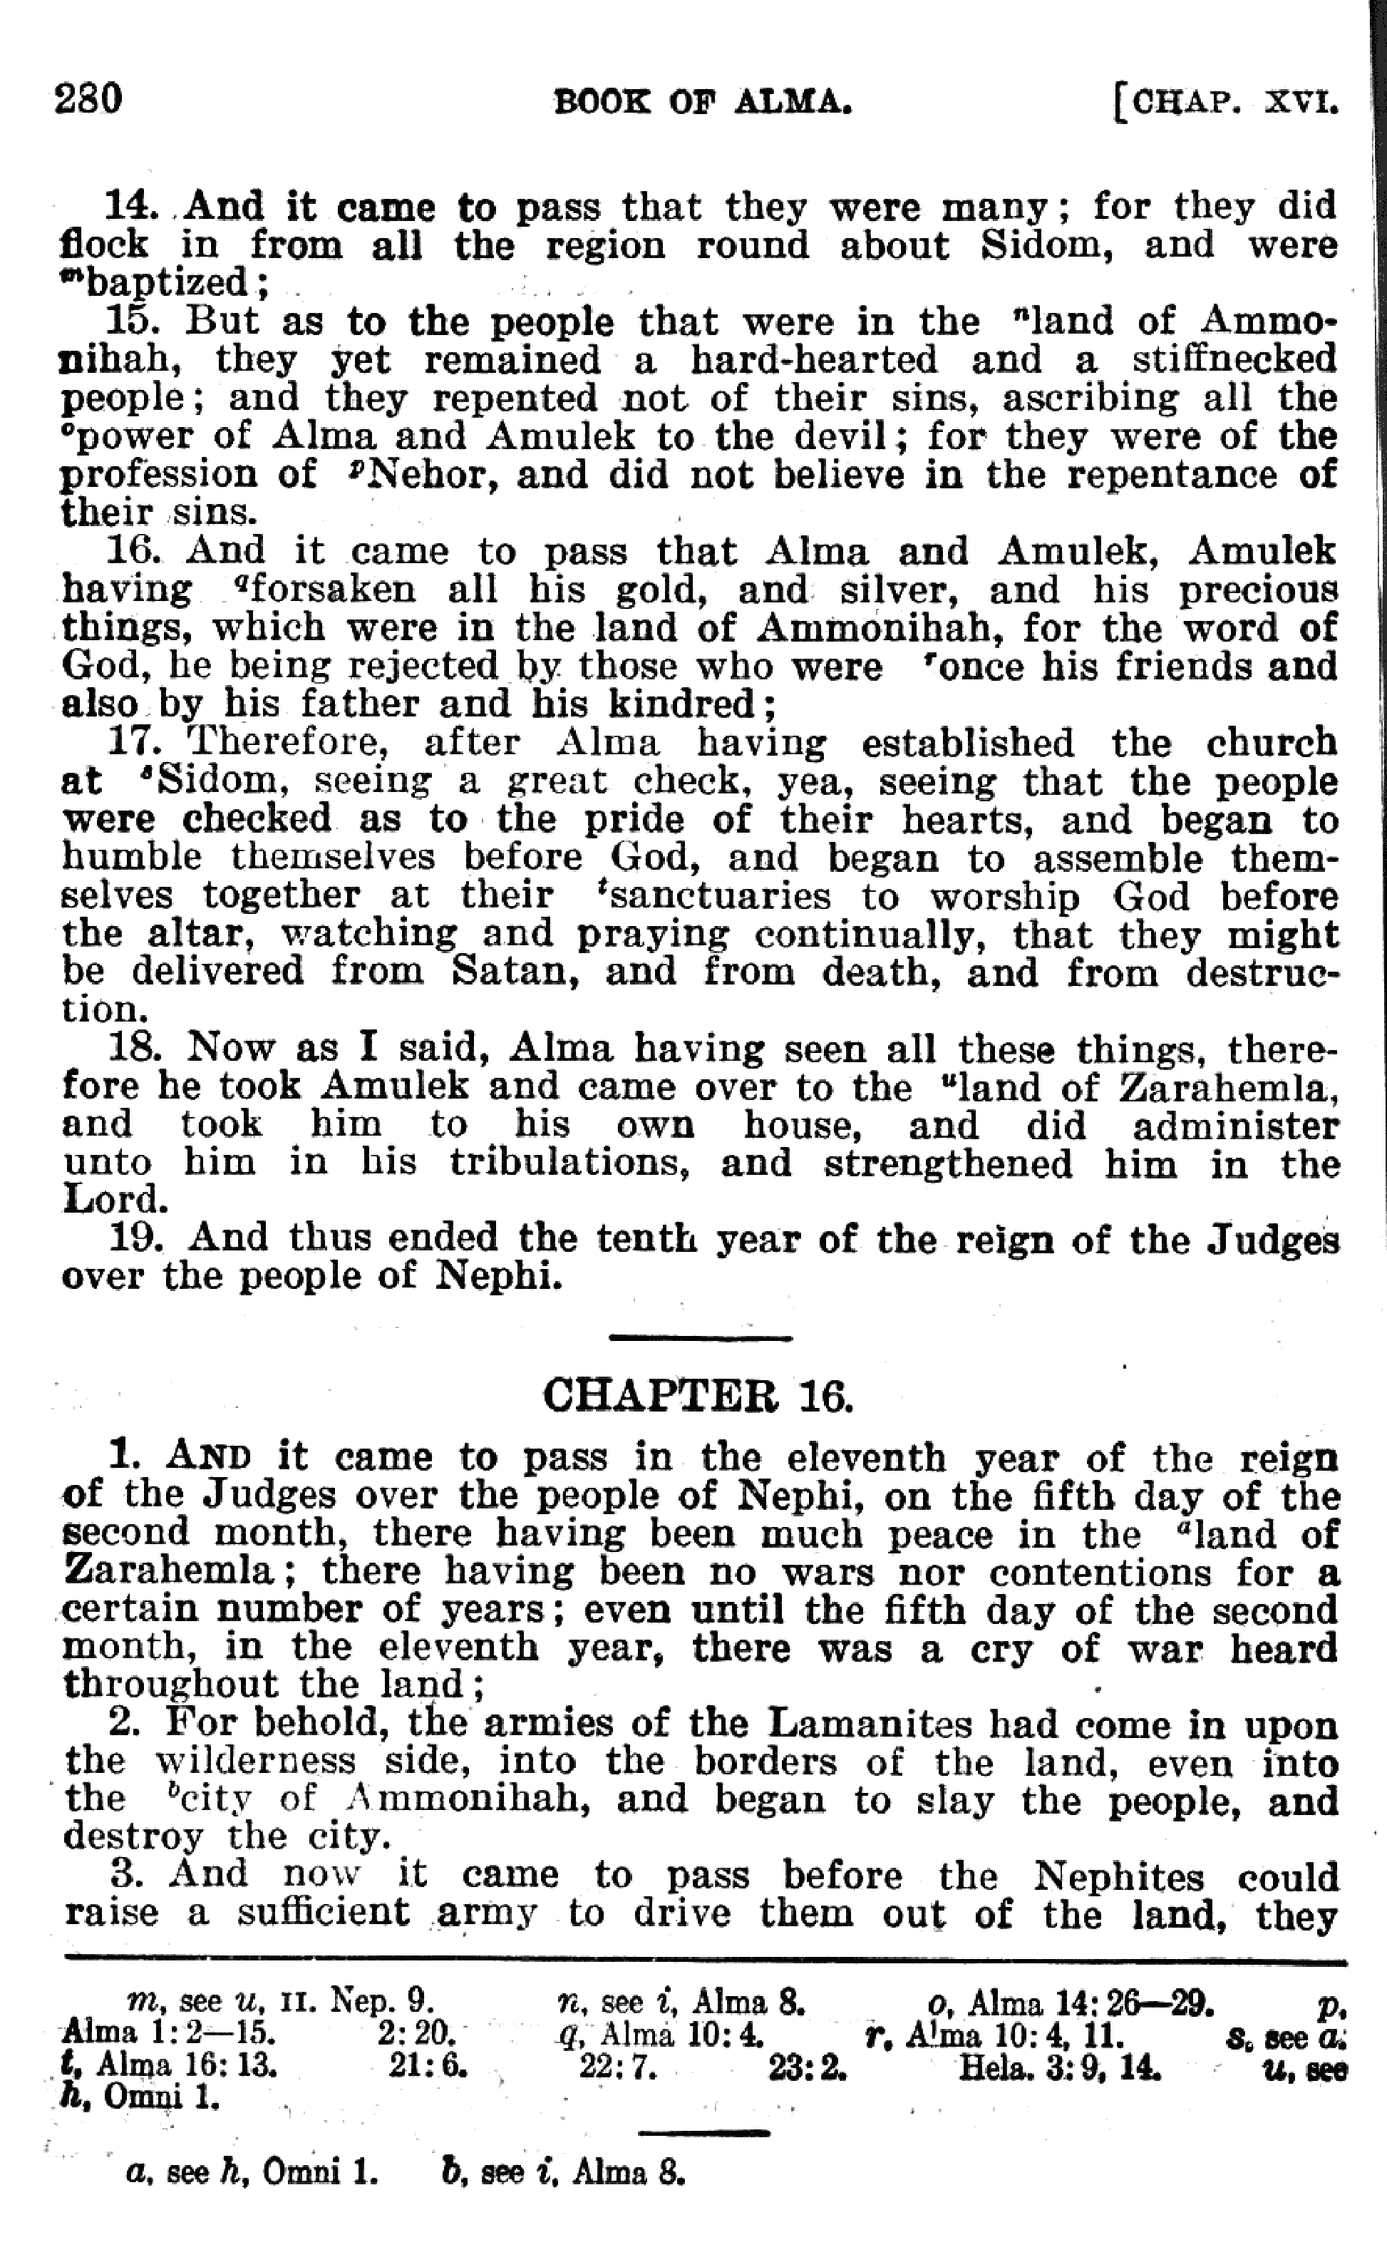 280 BOOK OF ALMA. [CHAP. XVI.
14. And it came to pass that they were many; for they did
flock in from all the region round about Sidom, and were
ᵐbaptized;
15. But as to the people that were in the ⁿland of Ammo-
nihah, they yet remained a hard-hearted and a stiffnecked
people; and they repented not of their sins, ascribing all the
ᵒpower of Alma and Amulek to the devil; for they were of the
profession of ᵖNehor, and did not believe in the repentance of
their sins.
16. And it came to pass that Alma and Amulek, Amulek
having qforsaken all his gold, and silver, and his precious
things, which were in the land of Ammonihah, for the word of
God, he being rejected by those who were ʳonce his friends and
also by his father and his kindred;
17. Therefore, after Alma having established the church
at ˢSidom, seeing a great check, yea, seeing that the people
were checked as to the pride of their hearts, and began to
humble themselves before God, and began to assemble them-
selves together at their ᵗsanctuaries to worship God before
the altar, watching and praying continually, that they might
be delivered from Satan, and from death, and from destruc-
tion.
18. Now as I said, Alma having seen all these things, there-
fore he took Amulek and came over to the ᵘland of Zarahemla,
and took him to his own house, and did administer
unto him in his tribulations, and strengthened him in the
Lord.
19. And thus ended the tenth year of the reign of the Judges
over the people of Nephi.
CHAPTER 16.
1. AND it came to pass in the eleventh year of the reign
of the Judges over the people of Nephi, on the fifth day of the
second month, there having been much peace in the ᵃland of
Zarahemla; there having been no wars nor contentions for a
certain number of years; even until the fifth day of the second
month, in the eleventh year, there was a cry of war heard
throughout the land;
2. For behold, the armies of the Lamanites had come in upon
the wilderness side, into the borders of the land, even into
the ᵇcity of Ammonihah, and began to slay the people, and
destroy the city.
3. And now it came to pass before the Nephites could
raise a sufficient army to drive them out of the land, they
m, see u, II. Nep. 9. n, see i, Alma 8. o, Alma 14:26—29. p,
Alma 1:2—15. 2:20. q, Alma 10:4. r, Alma 10:4, 11. s, see a.
t, Alma 16:13. 21:6. 22:7. 23:2. Hela. 3:9, 14. u, see
h, Omni 1.
a, see h, Omni 1. b, see i, Alma 8.